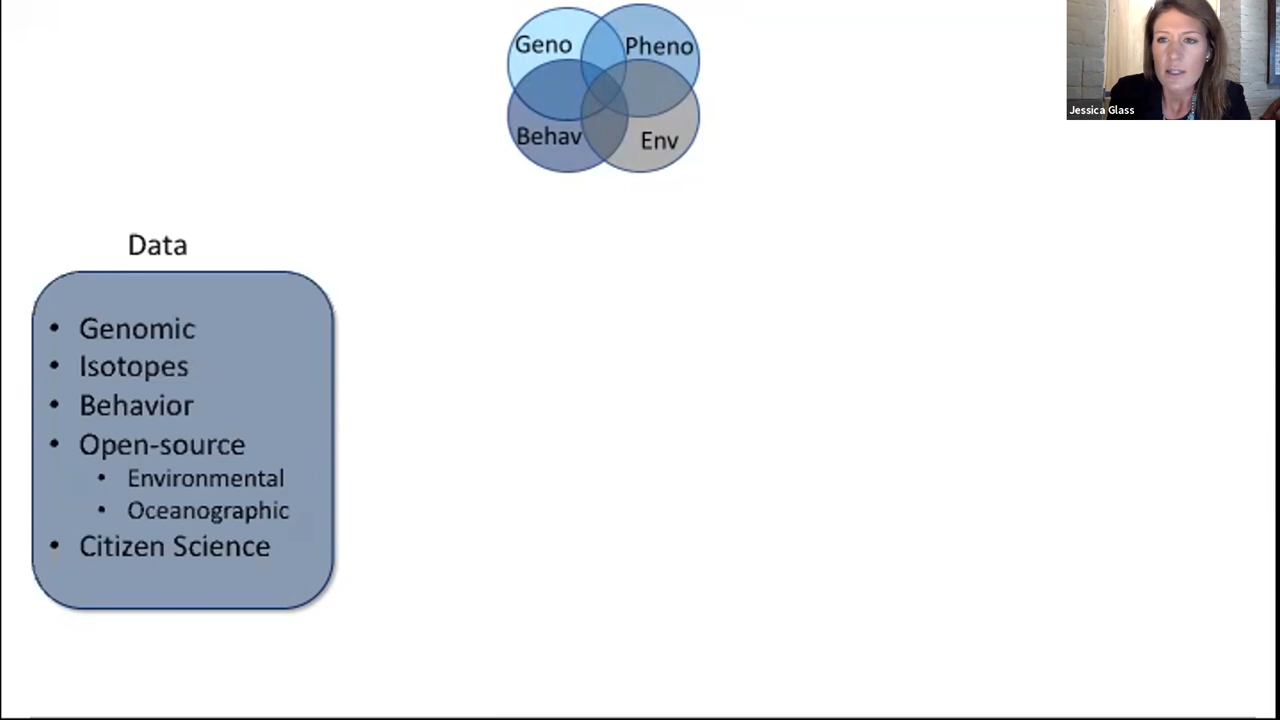 Geno Pheno
Behav Env
Jessica Glass
Data
• Genomic
• Isotopes
• Behavior
• Open-source
• Environmental
• Oceanographic
• Citizen Science